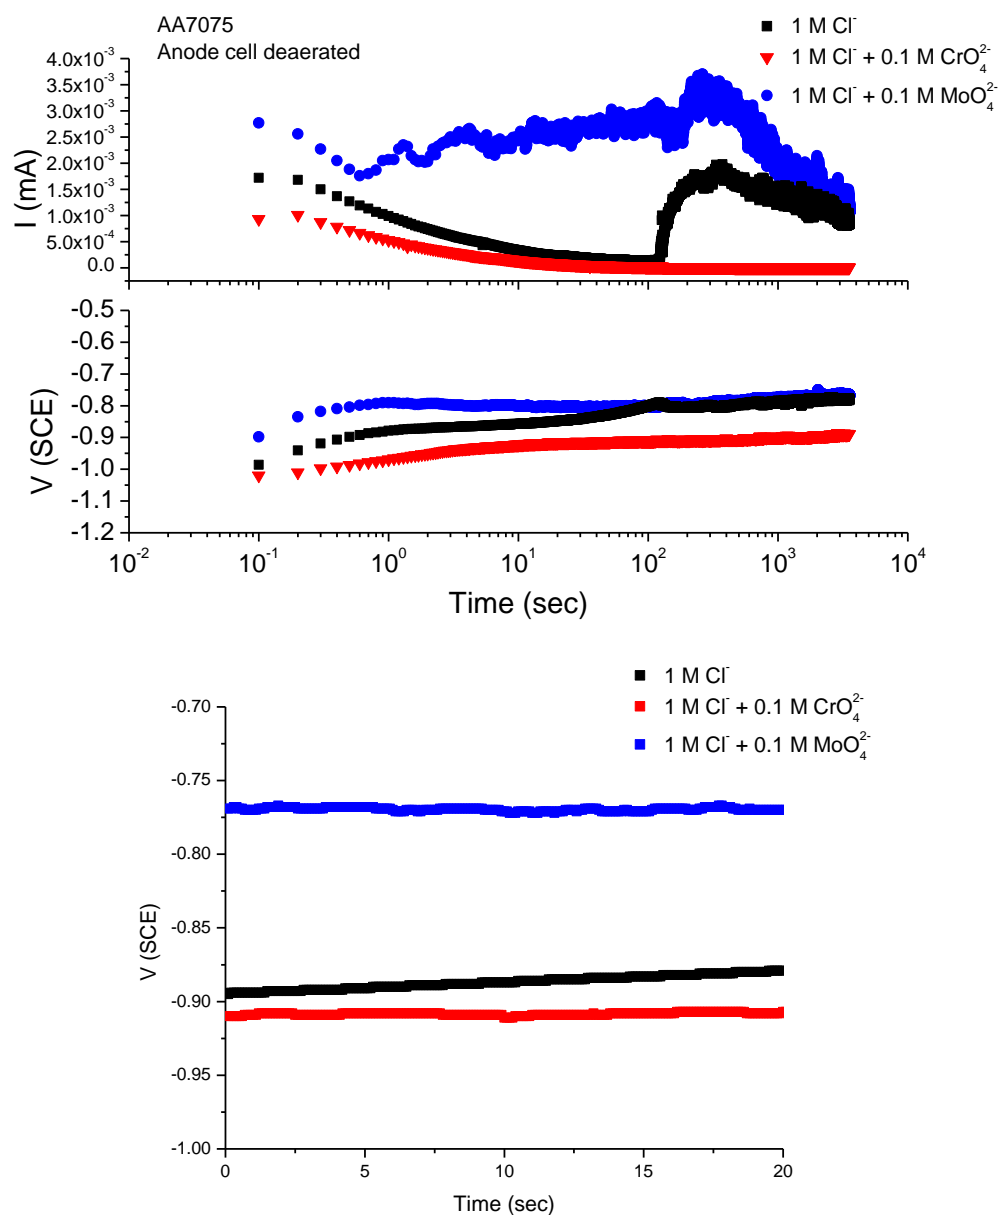 AA7075
Anode cell deaerated
1 M Cl⁻
1 M Cl⁻ + 0.1 M CrO₄²⁻
1 M Cl⁻ + 0.1 M MoO₄²⁻
4.0x10⁻³
3.5x10⁻³
3.0x10⁻³
2.5x10⁻³
2.0x10⁻³
1.5x10⁻³
1.0x10⁻³
5.0x10⁻⁴
0.0
I (mA)
-0.5
-0.6
-0.7
-0.8
-0.9
-1.0
-1.1
-1.2
V (SCE)
10⁻² 10⁻¹ 10⁰ 10¹ 10² 10³ 10⁴
Time (sec)
1 M Cl⁻
1 M Cl⁻ + 0.1 M CrO₄²⁻
1 M Cl⁻ + 0.1 M MoO₄²⁻
-0.70
-0.75
-0.80
-0.85
-0.90
-0.95
-1.00
V (SCE)
0 5 10 15 20
Time (sec)